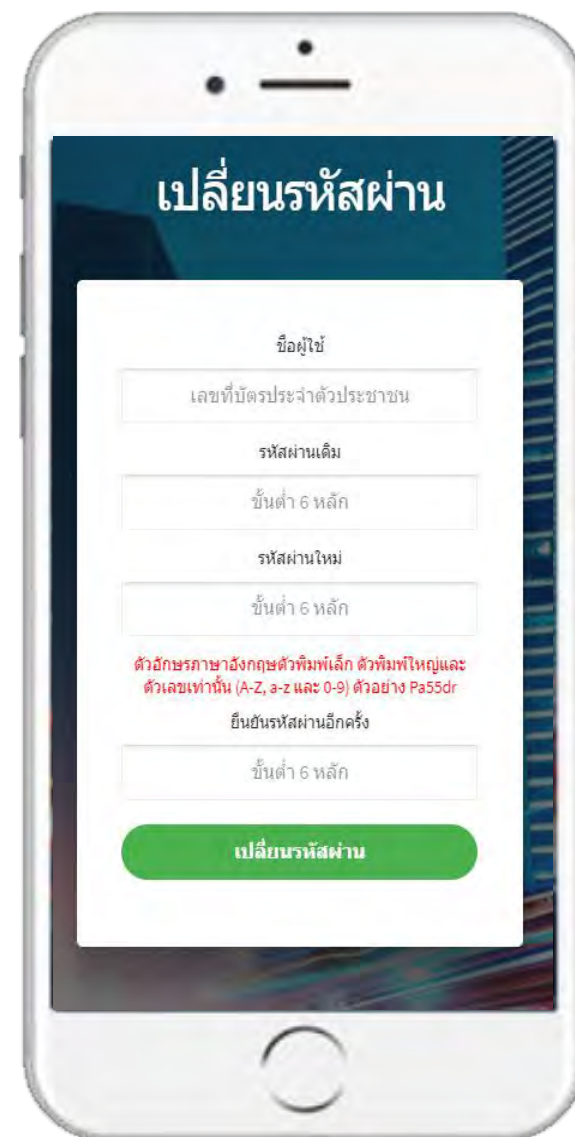 เปลี่ยนรหัสผ่าน
ชื่อผู้ใช้
เลขที่บัตรประจำตัวประชาชน
รหัสผ่านเดิม
ขั้นต่ำ 6 หลัก
รหัสผ่านใหม่
ขั้นต่ำ 6 หลัก
ตัวอักษรภาษาอังกฤษตัวพิมพ์เล็ก ตัวพิมพ์ใหญ่และ
ตัวเลขเท่านั้น (A-Z, a-z และ 0-9) ตัวอย่าง Pa55dr
ยืนยันรหัสผ่านอีกครั้ง
ขั้นต่ำ 6 หลัก
เปลี่ยนรหัสผ่าน